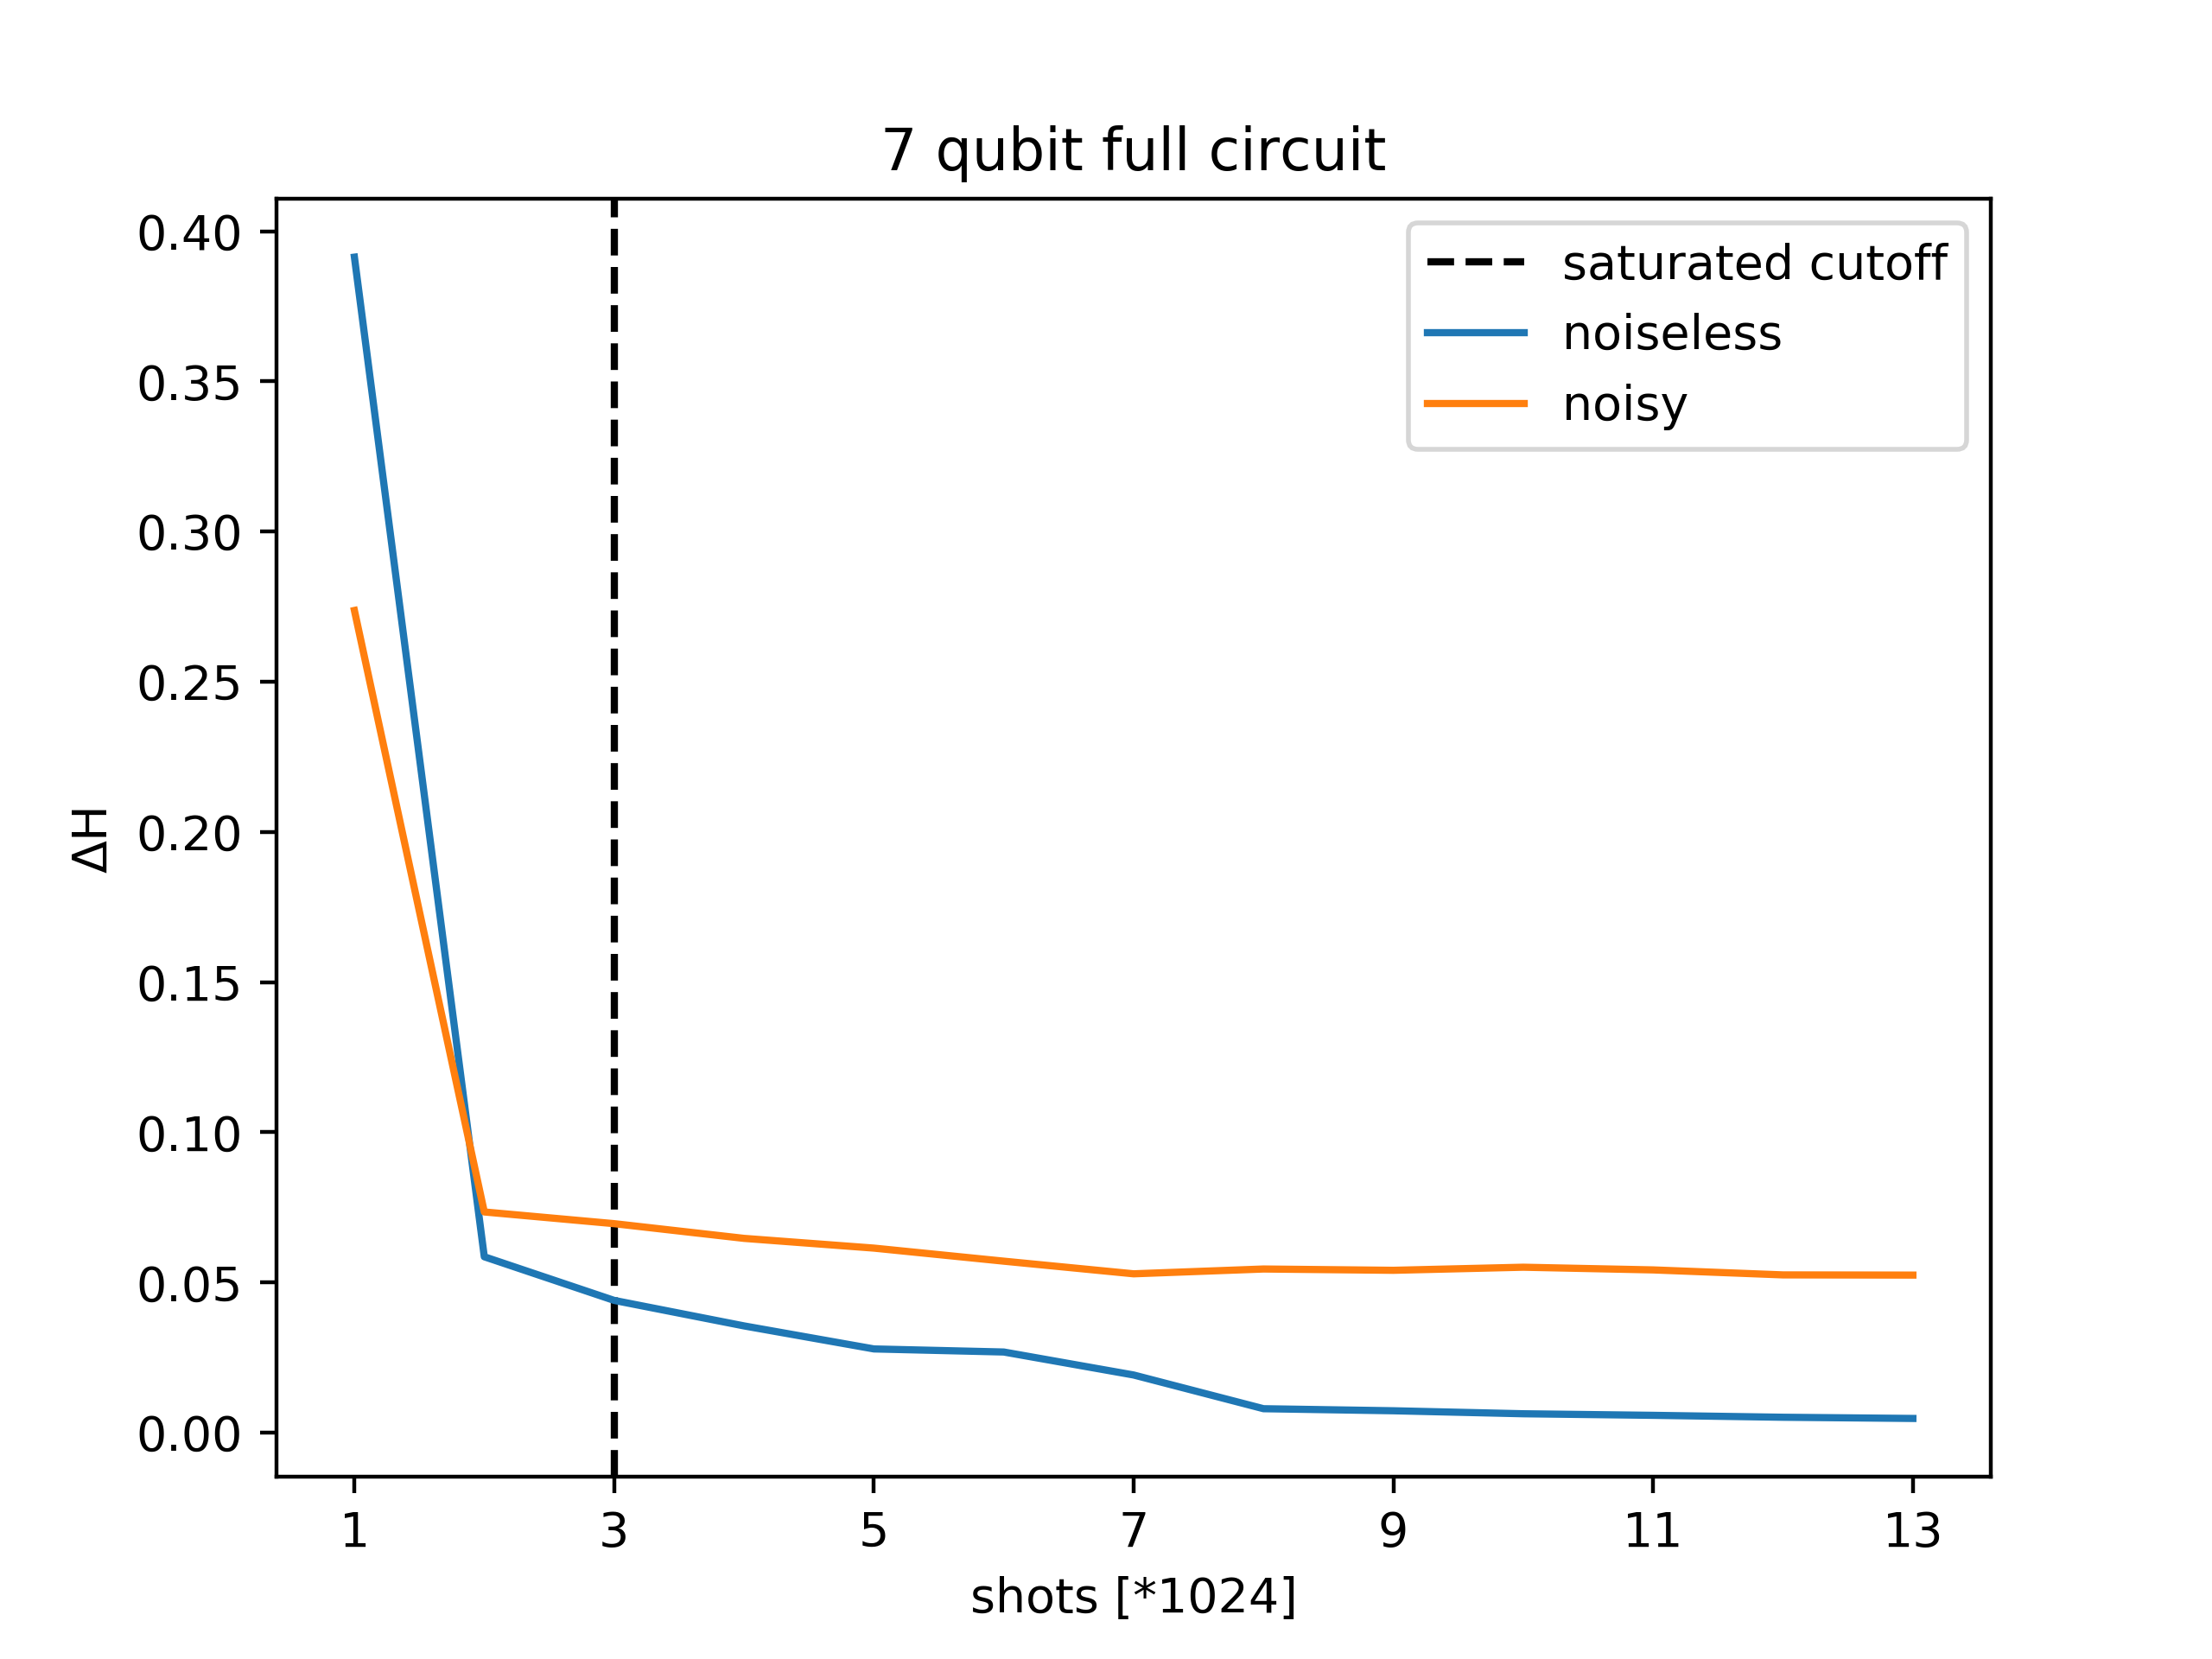 7 qubit full circuit
saturated cutoff
noiseless
noisy
ΔH
0.40
0.35
0.30
0.25
0.20
0.15
0.10
0.05
0.00
1 3 5 7 9 11 13
shots [*1024]